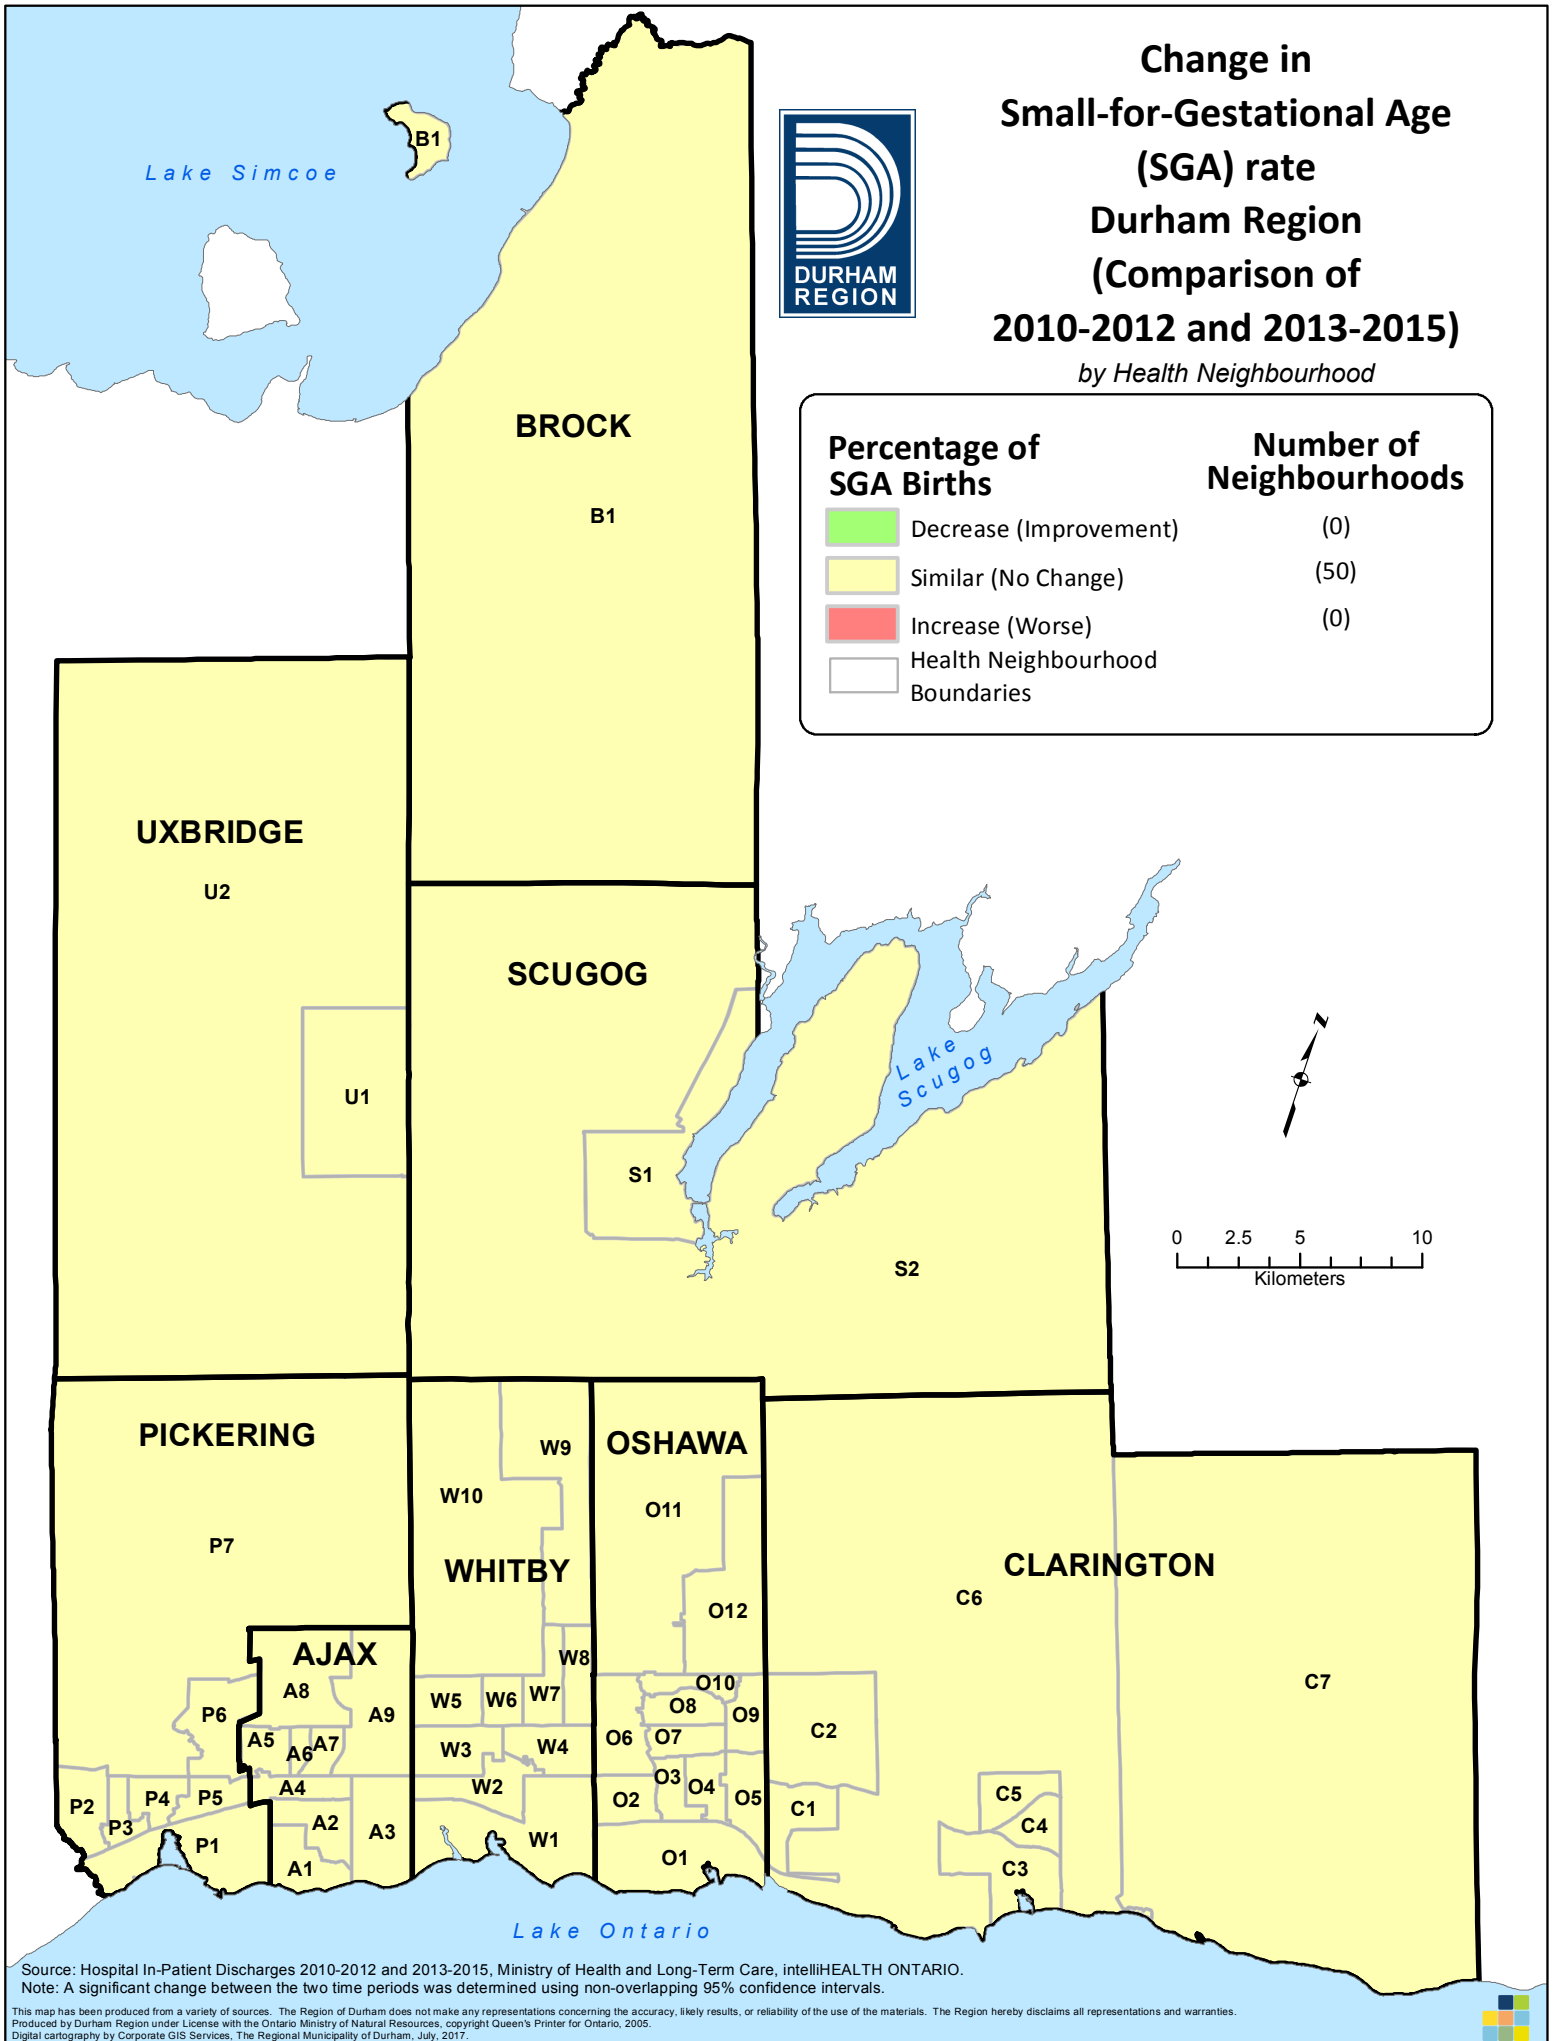 Change in
Small-for-Gestational Age
(SGA) rate
Durham Region
(Comparison of
2010-2012 and 2013-2015)
by Health Neighbourhood
DURHAM
REGION
Percentage of
SGA Births
Number of
Neighbourhoods
Decrease (Improvement) (0)
Similar (No Change) (50)
Increase (Worse) (0)
Health Neighbourhood
Boundaries
Lake Simcoe
B1
BROCK
B1
UXBRIDGE
U2
U1
SCUGOG
S1
S2
Lake
Scugog
N
0 2.5 5 10
Kilometers
PICKERING
P7
P6
P2
P3
P4
P5
P1
AJAX
A8
A9
A5
A6
A7
A4
A2
A3
A1
WHITBY
W9
W10
W8
W5
W6
W7
W3
W4
W2
W1
OSHAWA
O11
O12
O10
O8
O9
O6
O7
O3
O4
O2
O5
O1
CLARINGTON
C6
C7
C2
C1
C5
C4
C3
Lake Ontario
Source: Hospital In-Patient Discharges 2010-2012 and 2013-2015, Ministry of Health and Long-Term Care, intelliHEALTH ONTARIO.
Note: A significant change between the two time periods was determined using non-overlapping 95% confidence intervals.
This map has been produced from a variety of sources. The Region of Durham does not make any representations concerning the accuracy, likely results, or reliability of the use of the materials. The Region hereby disclaims all representations and warranties.
Produced by Durham Region under License with the Ontario Ministry of Natural Resources, copyright Queen's Printer for Ontario, 2005.
Digital cartography by Corporate GIS Services, The Regional Municipality of Durham, July, 2017.